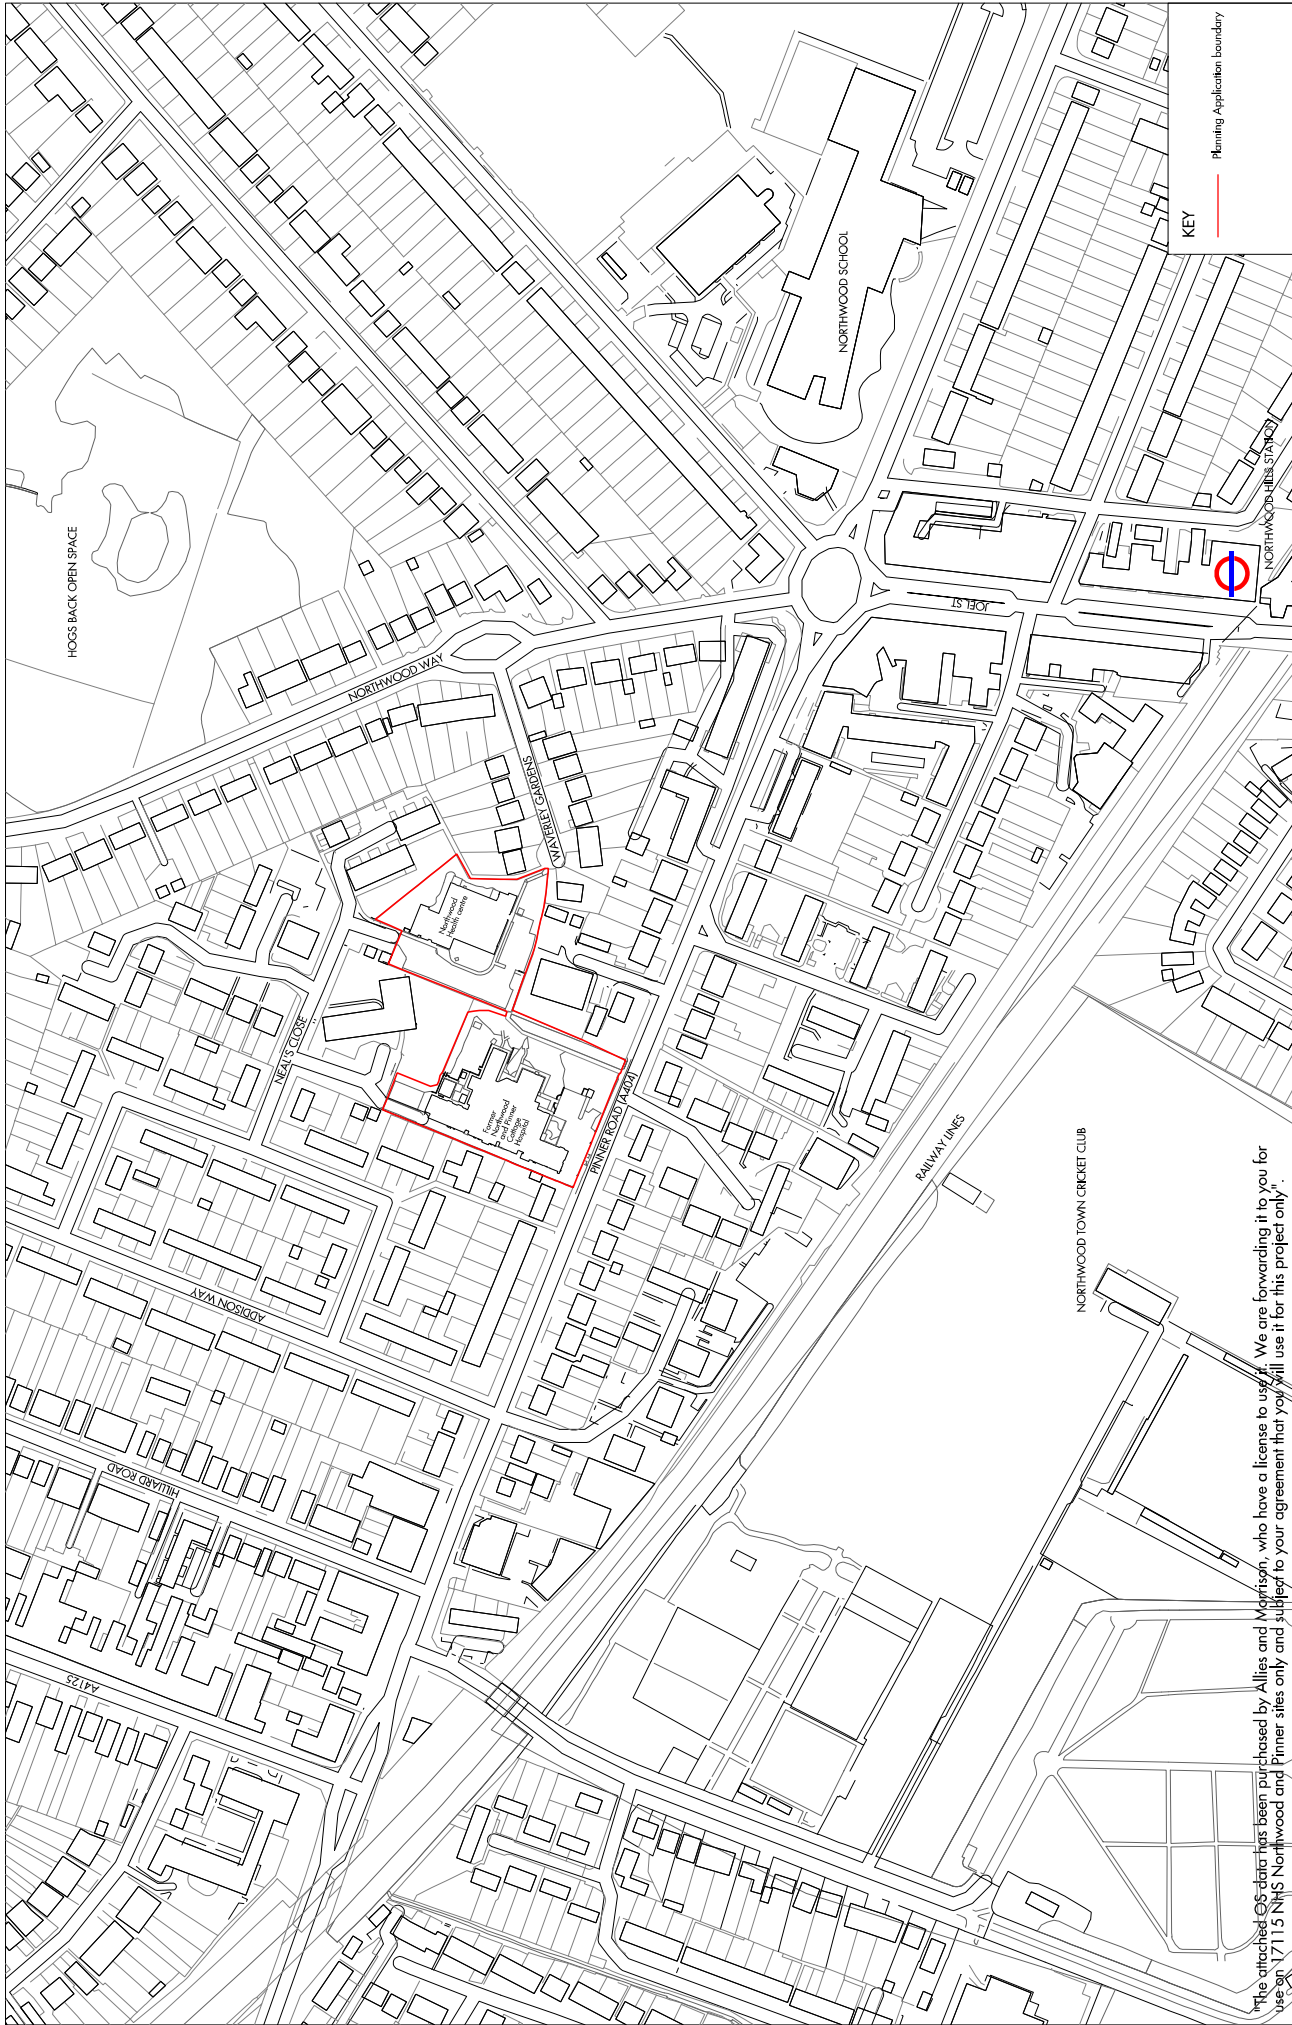 HOGS BACK OPEN SPACE
NORTHWOOD WAY
WAVERLEY GARDENS
NORTHWOOD SCHOOL
JOEL ST
NORTHWOOD HILLS STATION
KEY
Planning Application boundary
Northwood
Health centre
NEAL'S CLOSE
Former
Northwood
and Pinner
Cottage
Hospital
PINNER ROAD (A404)
ADDISON WAY
HILLIARD ROAD
A4125
RAILWAY LINES
NORTHWOOD TOWN CRICKET CLUB
"The attached OS data has been purchased by Allies and Morrison, who have a license to use it. We are forwarding it to you for
use on 17115 NHS Northwood and Pinner sites only and subject to your agreement that you will use it for this project only".